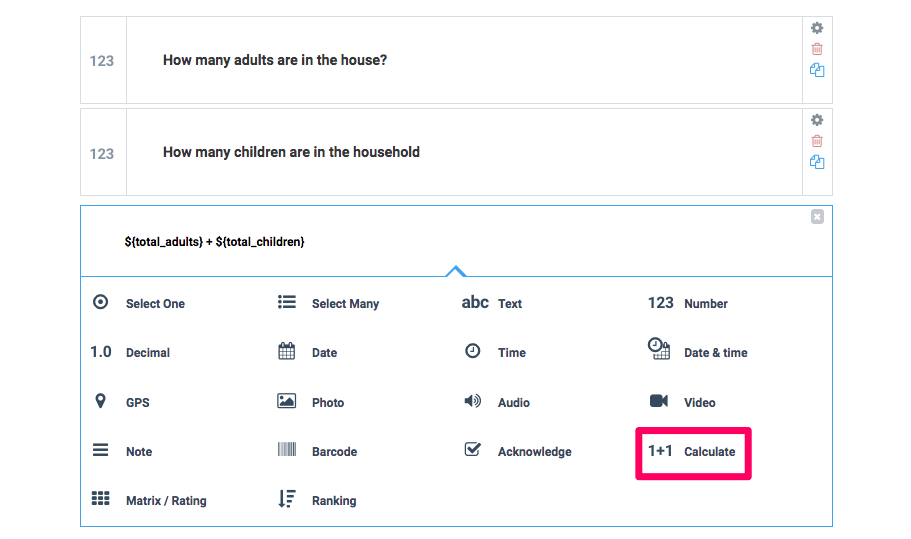 123 How many adults are in the house?
123 How many children are in the household
${total_adults} + ${total_children}
Select One Select Many abc Text 123 Number
1.0 Decimal Date Time Date & time
GPS Photo Audio Video
Note Barcode Acknowledge 1+1 Calculate
Matrix / Rating Ranking